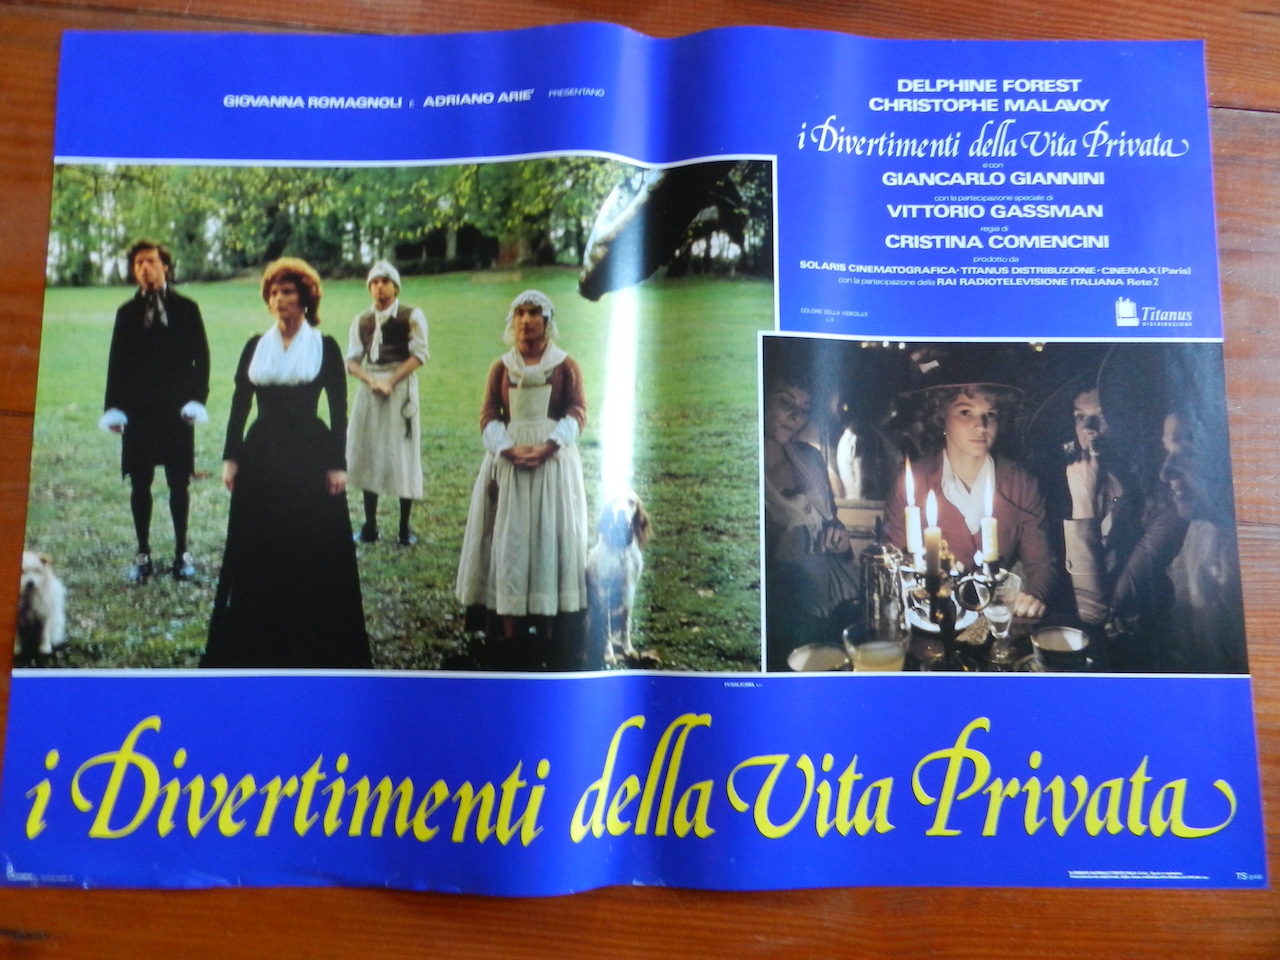 GIOVANNA ROMAGNOLI E ADRIANO ARIE' PRESENTANO
DELPHINE FOREST
CHRISTOPHE MALAVOY
i Divertimenti della Vita Privata
e con
GIANCARLO GIANNINI
con la partecipazione speciale di
VITTORIO GASSMAN
regia di
CRISTINA COMENCINI
prodotto da
SOLARIS CINEMATOGRAFICA · TITANUS DISTRIBUZIONE · CINEMAX (Paris)
con la partecipazione della RAI RADIOTELEVISIONE ITALIANA Rete 2
COLORE DELLA VIDEOLUX
L.V.
Titanus
DISTRIBUZIONE
i Divertimenti della Vita Privata
TS